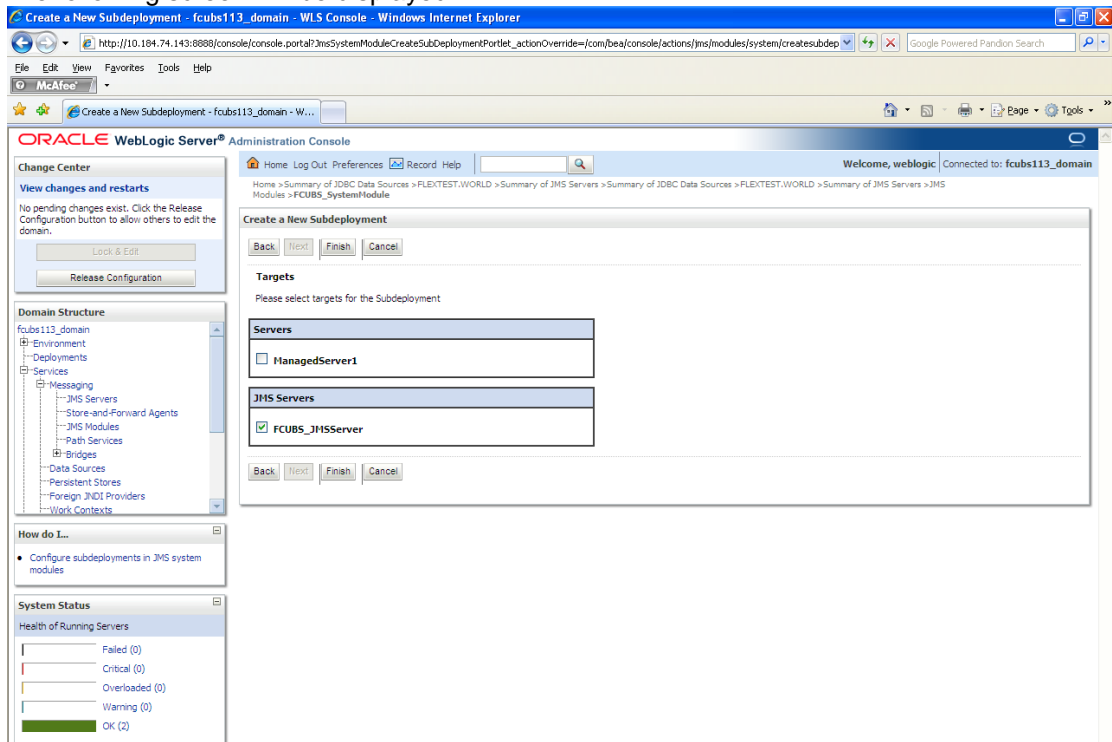 Create a New Subdeployment - fcubs113_domain - WLS Console - Windows Internet Explorer
http://10.184.74.143:8888/console/console.portal?JmsSystemModuleCreateSubDeploymentPortlet_actionOverride=/com/bea/console/actions/jms/modules/system/createsubdep
Google Powered Pandion Search
File Edit View Favorites Tools Help
McAfee
Create a New Subdeployment - fcubs113_domain - W...
Page Tools »
ORACLE WebLogic Server® Administration Console
Change Center
View changes and restarts
No pending changes exist. Click the Release
Configuration button to allow others to edit the
domain.
Lock & Edit
Release Configuration
Domain Structure
fcubs113_domain
Environment
Deployments
Services
Messaging
JMS Servers
Store-and-Forward Agents
JMS Modules
Path Services
Bridges
Data Sources
Persistent Stores
Foreign JNDI Providers
Work Contexts
How do I...
Configure subdeployments in JMS system
modules
System Status
Health of Running Servers
Failed (0)
Critical (0)
Overloaded (0)
Warning (0)
OK (2)
Home Log Out Preferences Record Help
Welcome, weblogic Connected to: fcubs113_domain
Home >Summary of JDBC Data Sources >FLEXTEST.WORLD >Summary of JMS Servers >Summary of JDBC Data Sources >FLEXTEST.WORLD >Summary of JMS Servers >JMS
Modules >FCUBS_SystemModule
Create a New Subdeployment
Back Next Finish Cancel
Targets
Please select targets for the Subdeployment
Servers
ManagedServer1
JMS Servers
FCUBS_JMSServer
Back Next Finish Cancel